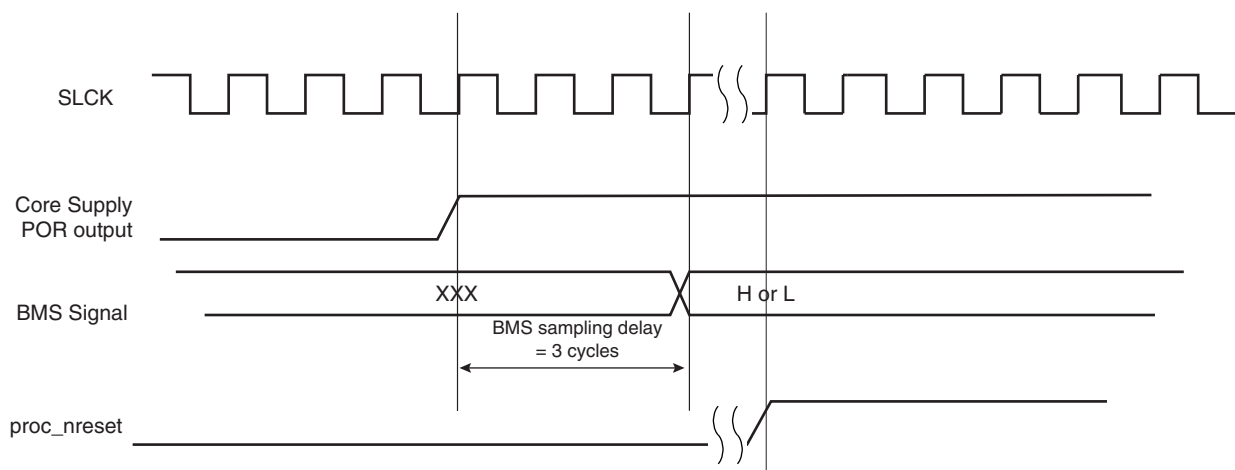 SLCK
Core Supply
POR output
BMS Signal
XXX
H or L
BMS sampling delay
= 3 cycles
proc_nreset